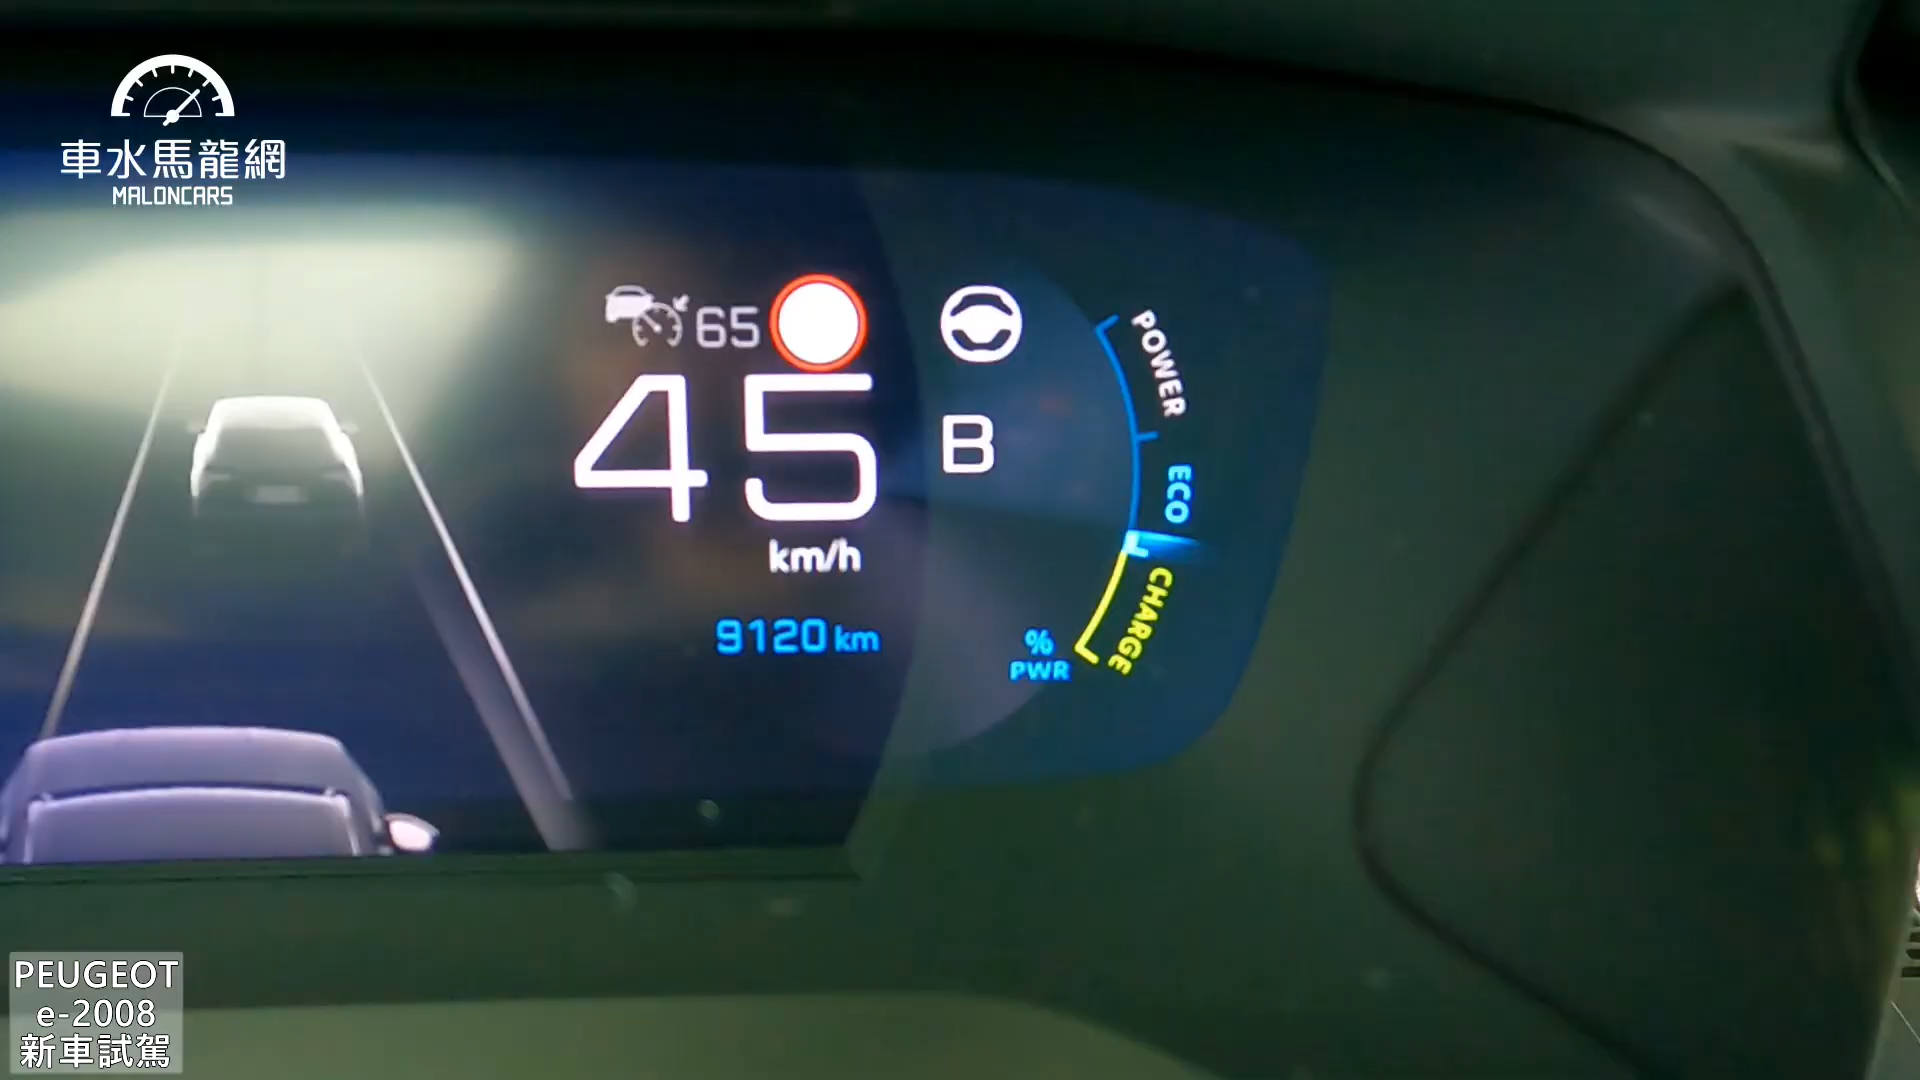 車水馬龍網
MALONCARS
65
45
km/h
B
9120 km
POWER
ECO
CHARGE
%
PWR
PEUGEOT
e-2008
新車試駕